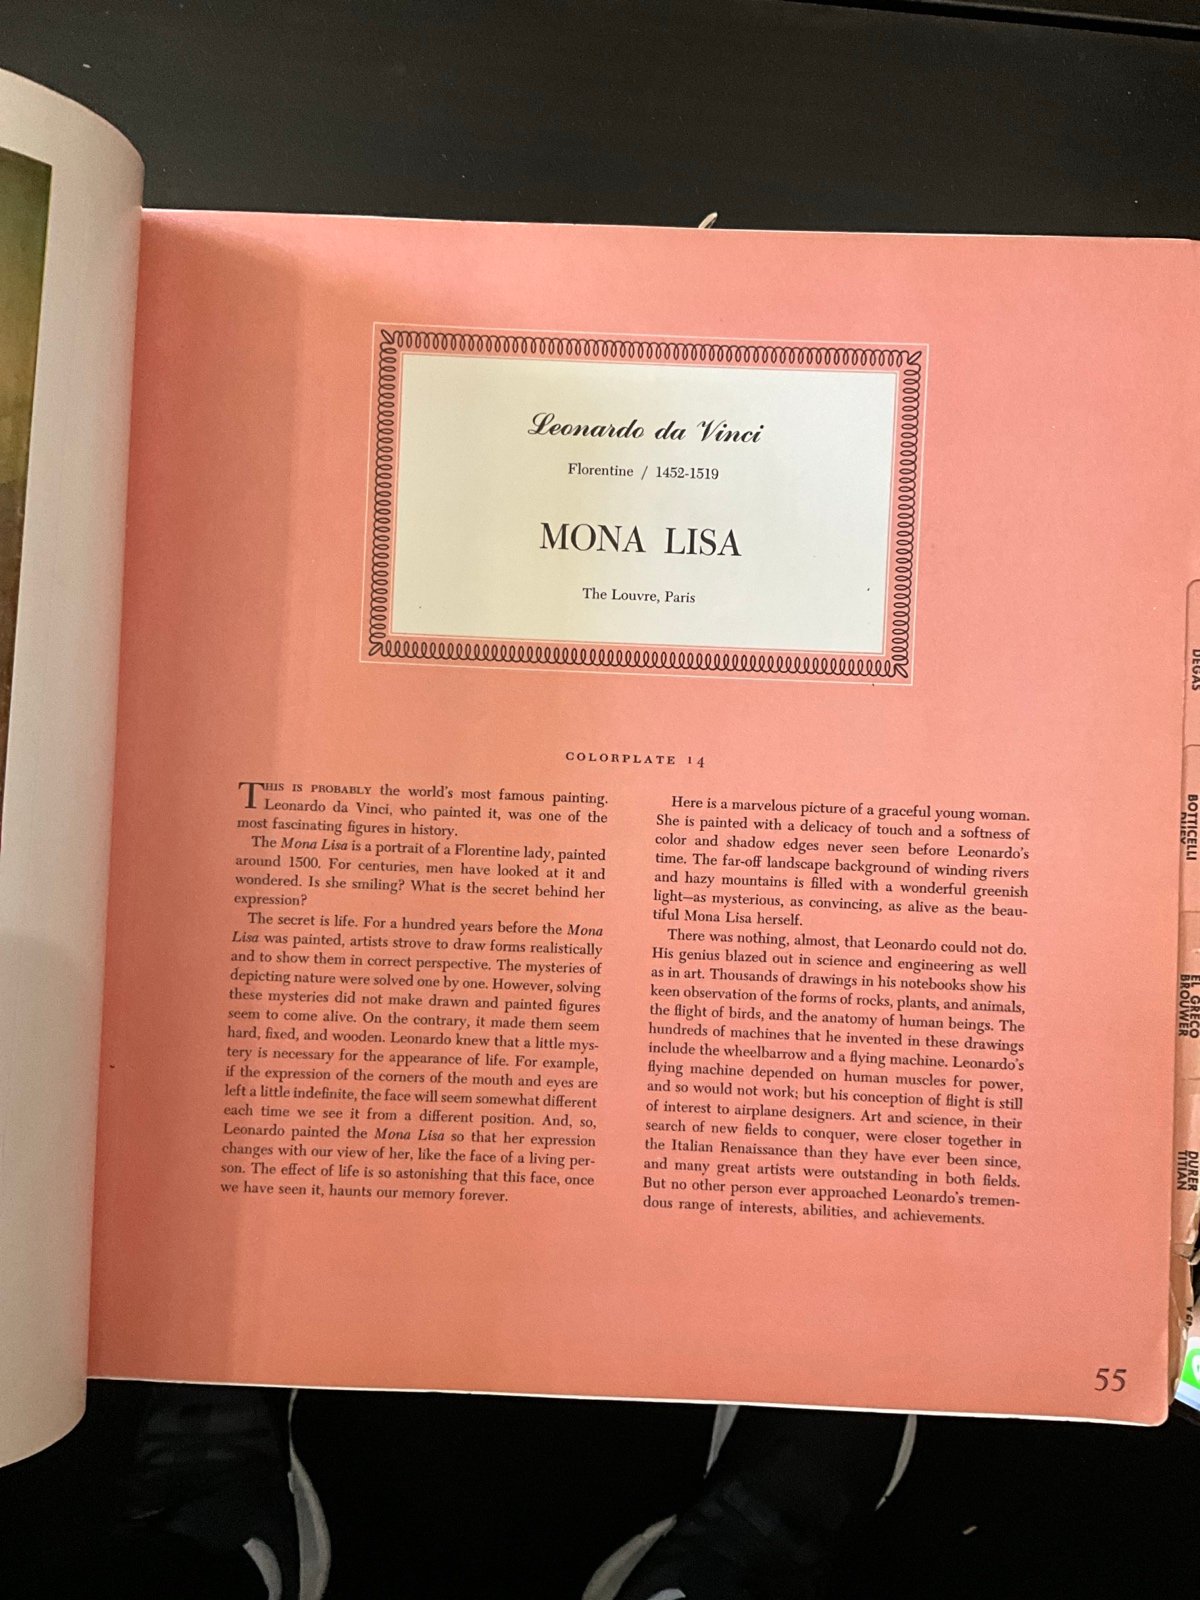 Leonardo da Vinci
Florentine / 1452-1519
MONA LISA
The Louvre, Paris
COLORPLATE 14
THIS IS PROBABLY the world's most famous painting.
Leonardo da Vinci, who painted it, was one of the
most fascinating figures in history.
The Mona Lisa is a portrait of a Florentine lady, painted
around 1500. For centuries, men have looked at it and
wondered. Is she smiling? What is the secret behind her
expression?
The secret is life. For a hundred years before the Mona
Lisa was painted, artists strove to draw forms realistically
and to show them in correct perspective. The mysteries of
depicting nature were solved one by one. However, solving
these mysteries did not make drawn and painted figures
seem to come alive. On the contrary, it made them seem
hard, fixed, and wooden. Leonardo knew that a little mys-
tery is necessary for the appearance of life. For example,
if the expression of the corners of the mouth and eyes are
left a little indefinite, the face will seem somewhat different
each time we see it from a different position. And, so,
Leonardo painted the Mona Lisa so that her expression
changes with our view of her, like the face of a living per-
son. The effect of life is so astonishing that this face, once
we have seen it, haunts our memory forever.
Here is a marvelous picture of a graceful young woman.
She is painted with a delicacy of touch and a softness of
color and shadow edges never seen before Leonardo's
time. The far-off landscape background of winding rivers
and hazy mountains is filled with a wonderful greenish
light—as mysterious, as convincing, as alive as the beau-
tiful Mona Lisa herself.
There was nothing, almost, that Leonardo could not do.
His genius blazed out in science and engineering as well
as in art. Thousands of drawings in his notebooks show his
keen observation of the forms of rocks, plants, and animals,
the flight of birds, and the anatomy of human beings. The
hundreds of machines that he invented in these drawings
include the wheelbarrow and a flying machine. Leonardo's
flying machine depended on human muscles for power,
and so would not work; but his conception of flight is still
of interest to airplane designers. Art and science, in their
search of new fields to conquer, were closer together in
the Italian Renaissance than they have ever been since,
and many great artists were outstanding in both fields.
But no other person ever approached Leonardo's tremen-
dous range of interests, abilities, and achievements.
55
DEGAS
BOTTICELLI
EL GRECO
BROUWER
DURER
TITIAN